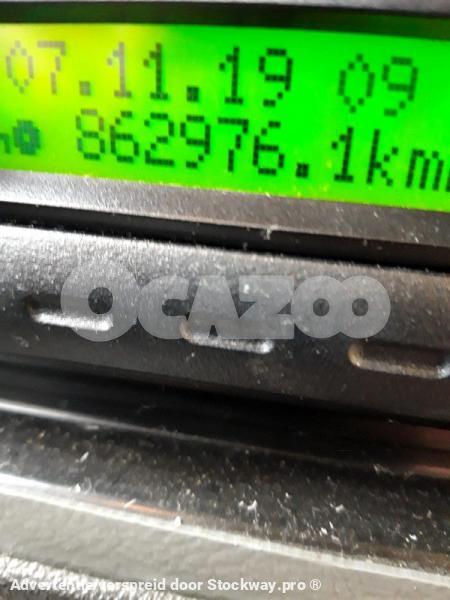 07.11.19 09
862976.1km
OCAZOO
Advertentie verspreid door Stockway.pro ®